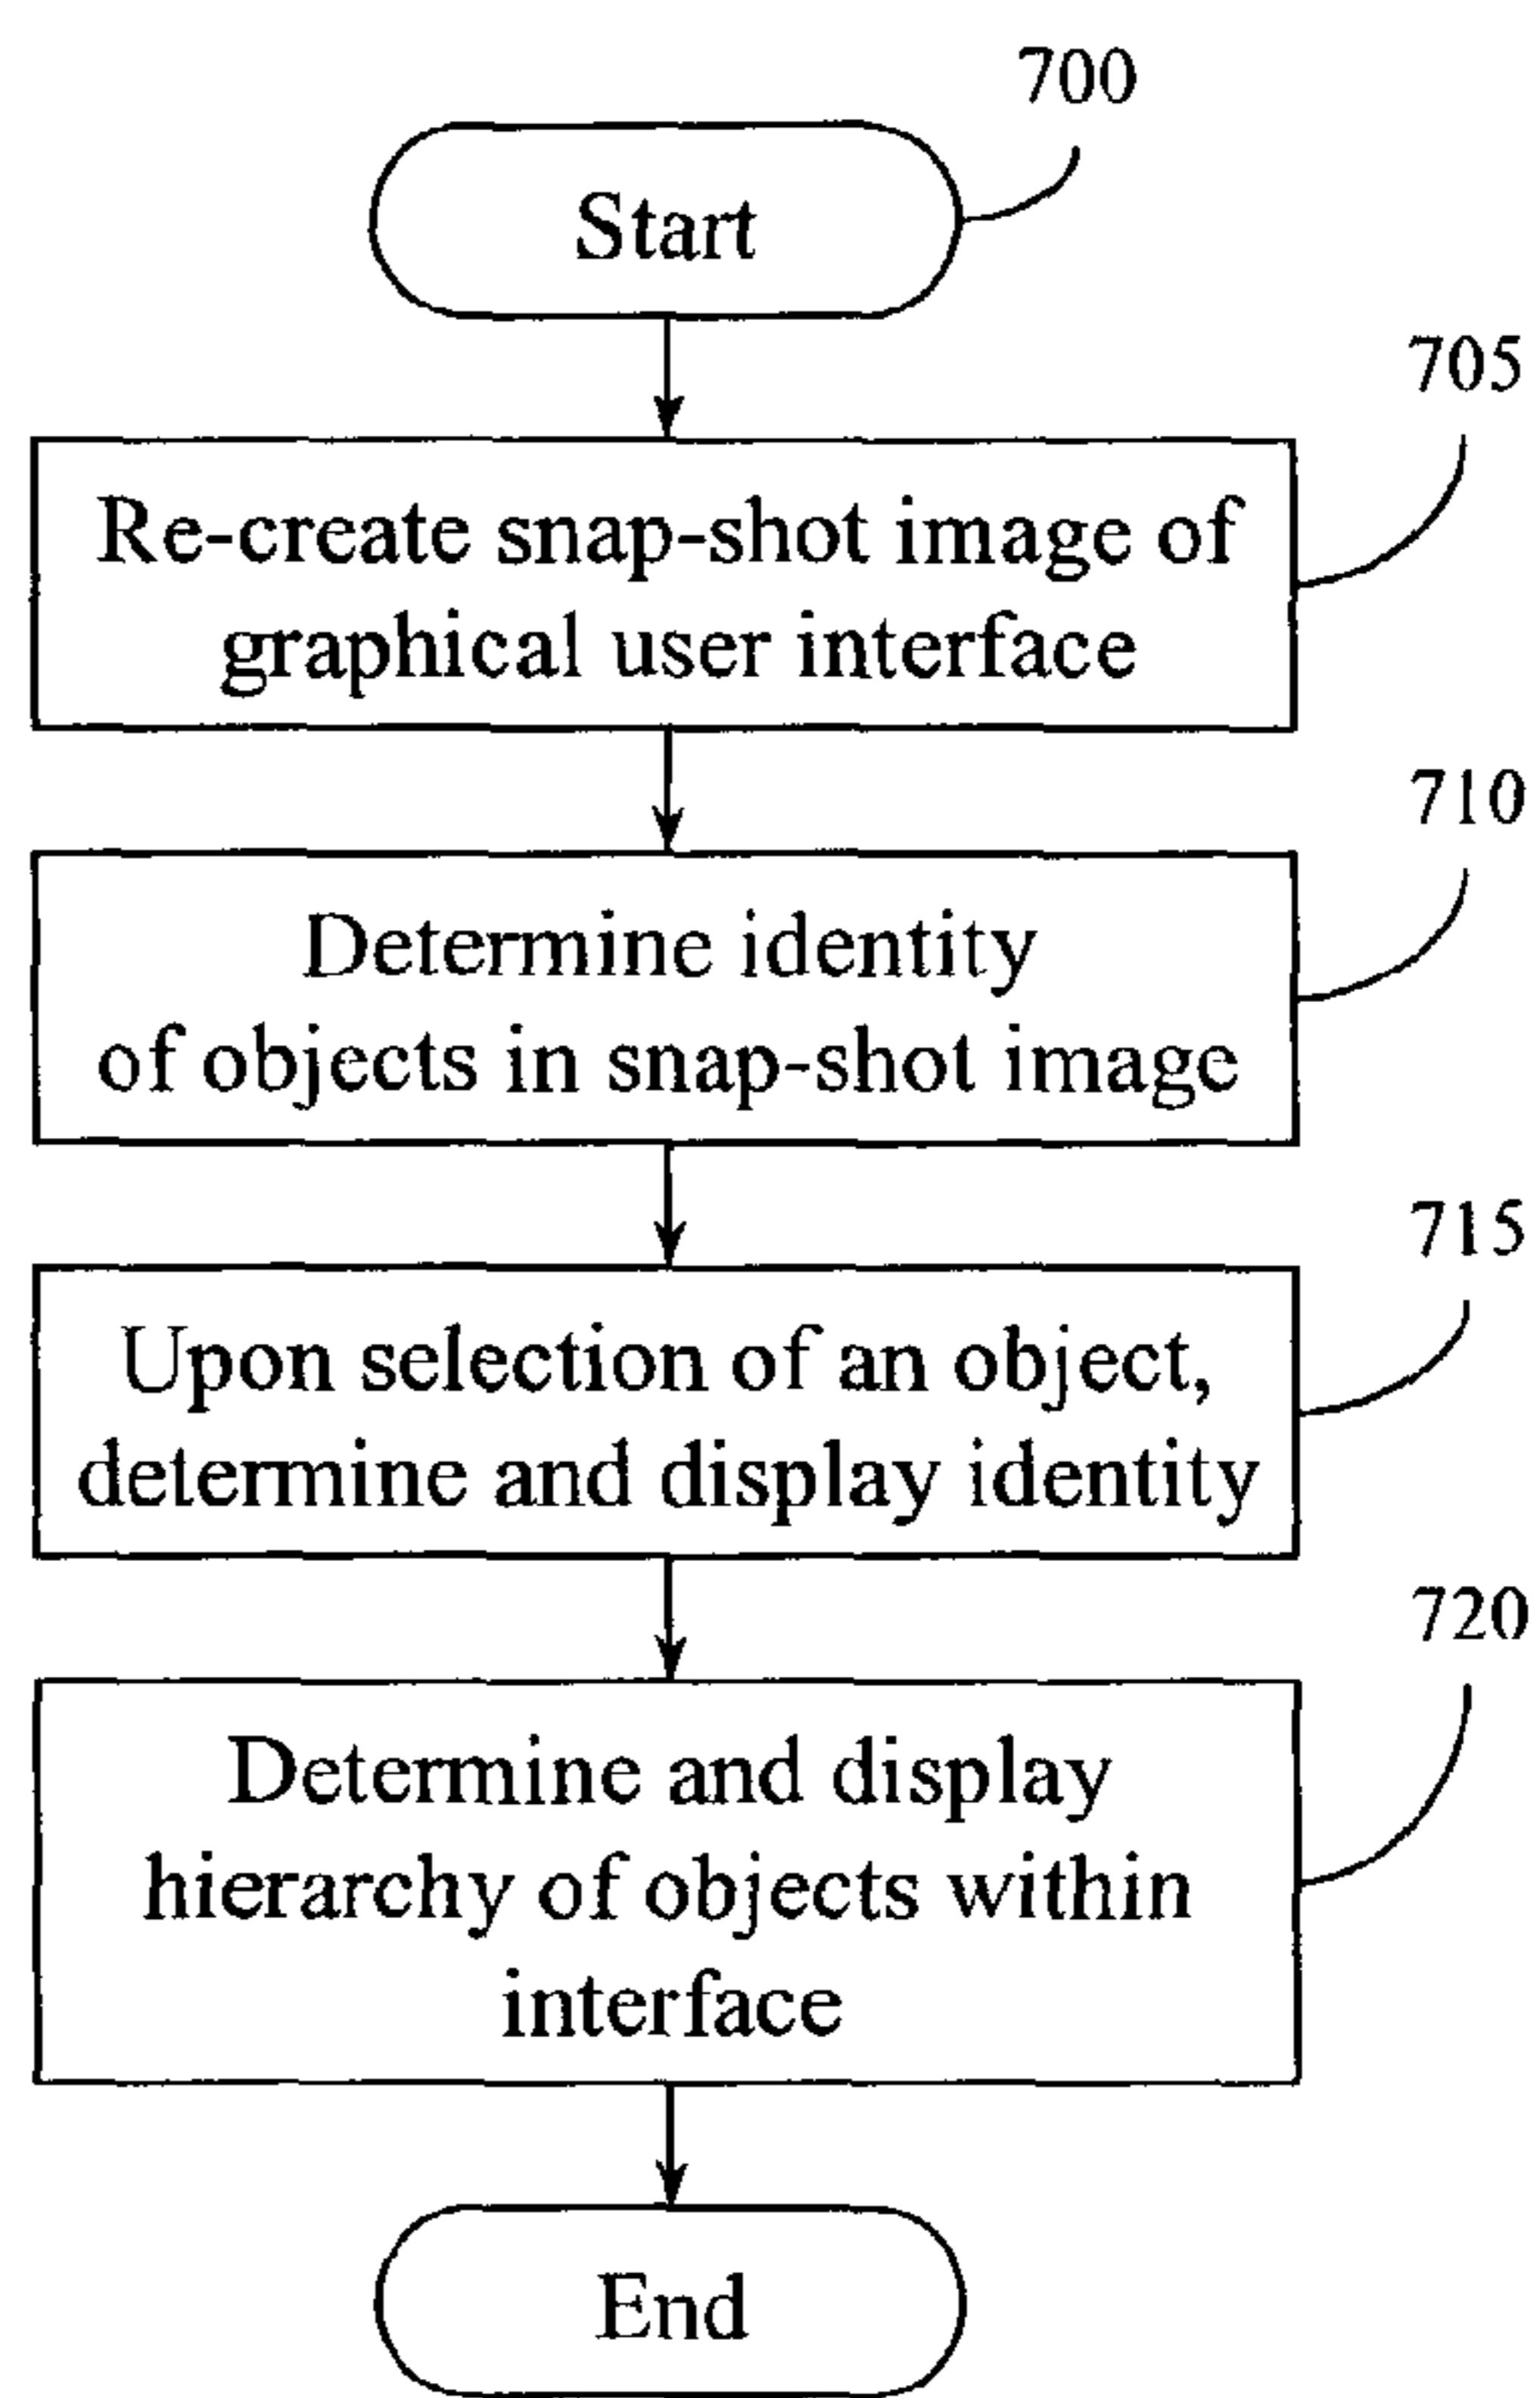 700
Start
705
Re-create snap-shot image of
graphical user interface
710
Determine identity
of objects in snap-shot image
715
Upon selection of an object,
determine and display identity
720
Determine and display
hierarchy of objects within
interface
End